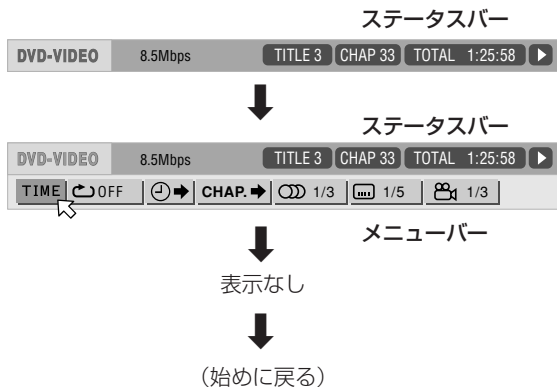 ステータスバー
DVD-VIDEO 8.5Mbps TITLE 3 CHAP 33 TOTAL 1:25:58
ステータスバー
DVD-VIDEO 8.5Mbps TITLE 3 CHAP 33 TOTAL 1:25:58
TIME OFF CHAP. 1/3 1/5 1/3
メニューバー
表示なし
(始めに戻る)